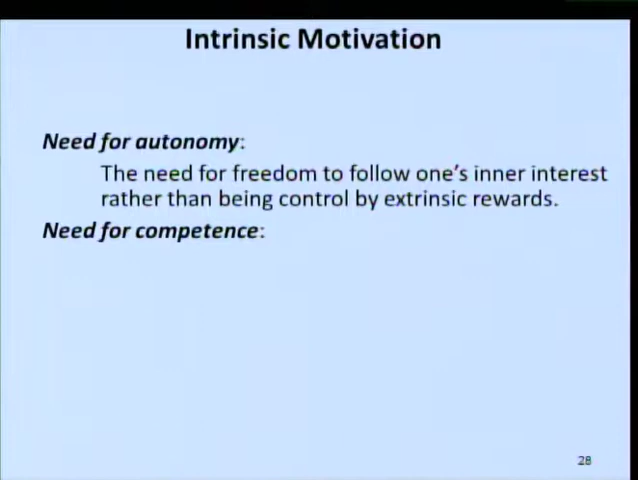 Intrinsic Motivation
Need for autonomy:
The need for freedom to follow one's inner interest
rather than being control by extrinsic rewards.
Need for competence:
28